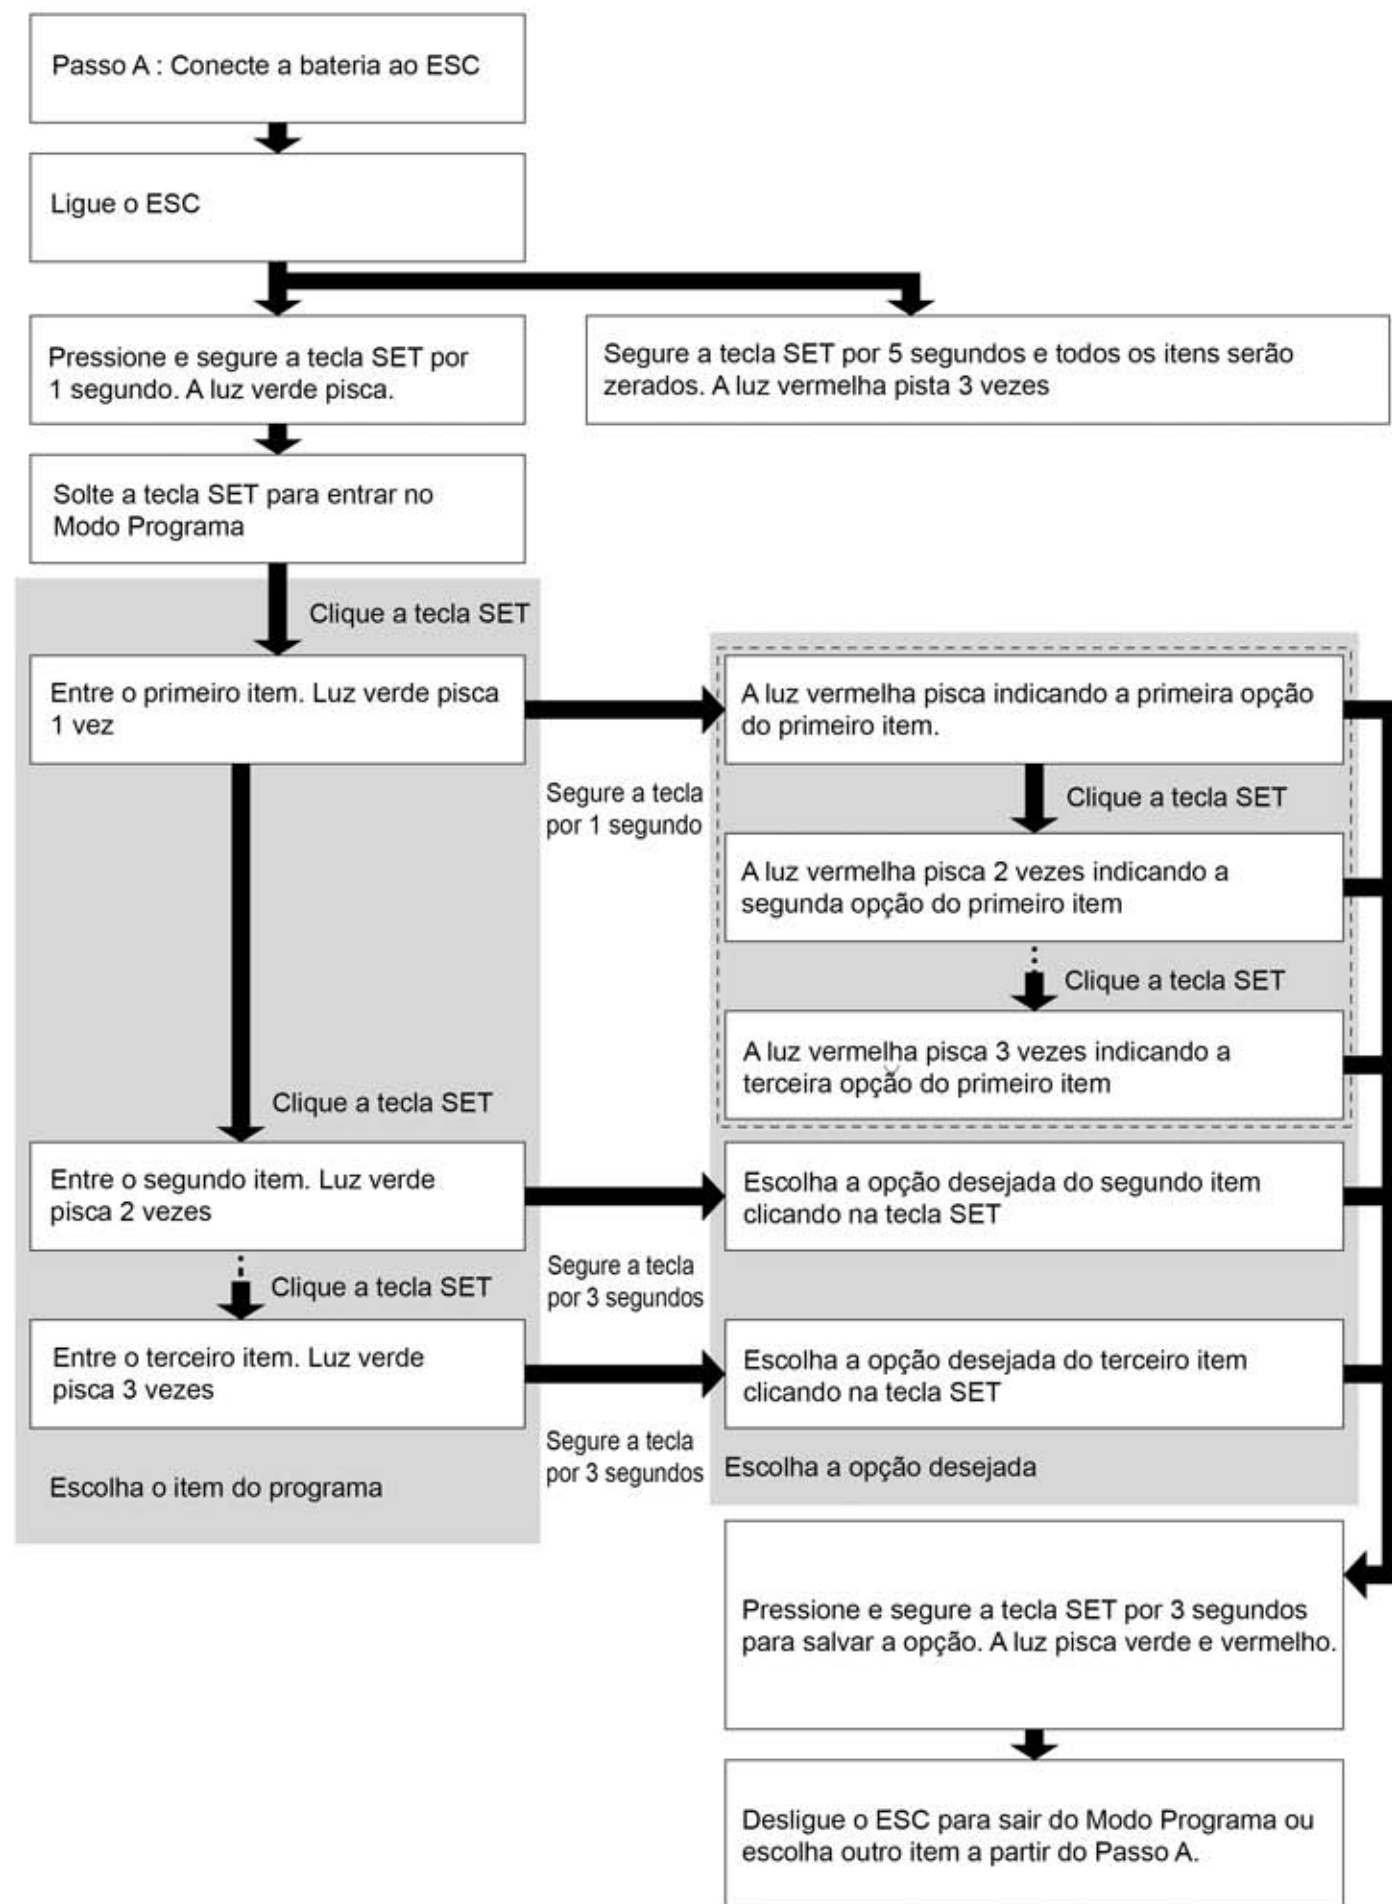 Passo A : Conecte a bateria ao ESC
Ligue o ESC
Pressione e segure a tecla SET por
1 segundo. A luz verde pisca.
Segure a tecla SET por 5 segundos e todos os itens serão
zerados. A luz vermelha pista 3 vezes
Solte a tecla SET para entrar no
Modo Programa
Clique a tecla SET
Entre o primeiro item. Luz verde pisca
1 vez
Segure a tecla
por 1 segundo
A luz vermelha pisca indicando a primeira opção
do primeiro item.
Clique a tecla SET
A luz vermelha pisca 2 vezes indicando a
segunda opção do primeiro item
Clique a tecla SET
A luz vermelha pisca 3 vezes indicando a
terceira opção do primeiro item
Clique a tecla SET
Entre o segundo item. Luz verde
pisca 2 vezes
Segure a tecla
por 3 segundos
Escolha a opção desejada do segundo item
clicando na tecla SET
Clique a tecla SET
Entre o terceiro item. Luz verde
pisca 3 vezes
Segure a tecla
por 3 segundos
Escolha a opção desejada do terceiro item
clicando na tecla SET
Escolha o item do programa
Escolha a opção desejada
Pressione e segure a tecla SET por 3 segundos
para salvar a opção. A luz pisca verde e vermelho.
Desligue o ESC para sair do Modo Programa ou
escolha outro item a partir do Passo A.